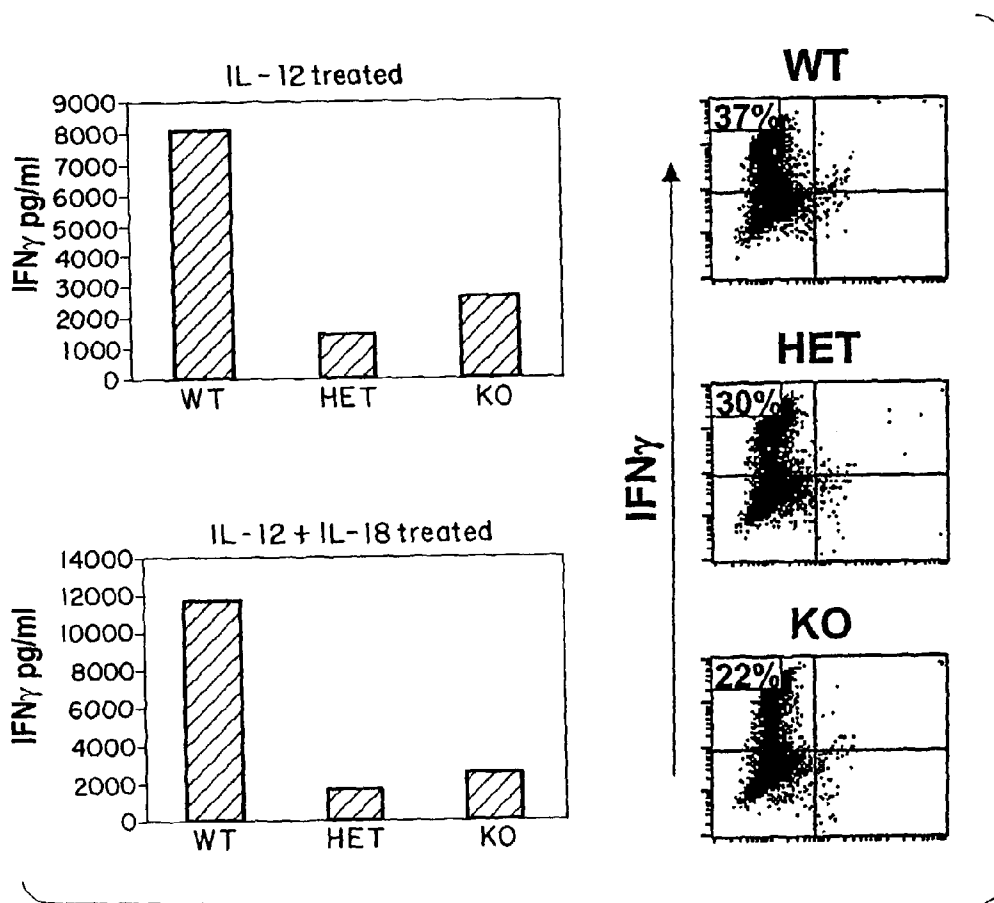 IL-12 treated
IFNγ pg/ml
9000
8000
7000
6000
5000
4000
3000
2000
1000
0
WT HET KO
IL-12 + IL-18 treated
IFNγ pg/ml
14000
12000
10000
8000
6000
4000
2000
0
WT HET KO
IFNγ
WT
37%
HET
30%
KO
22%